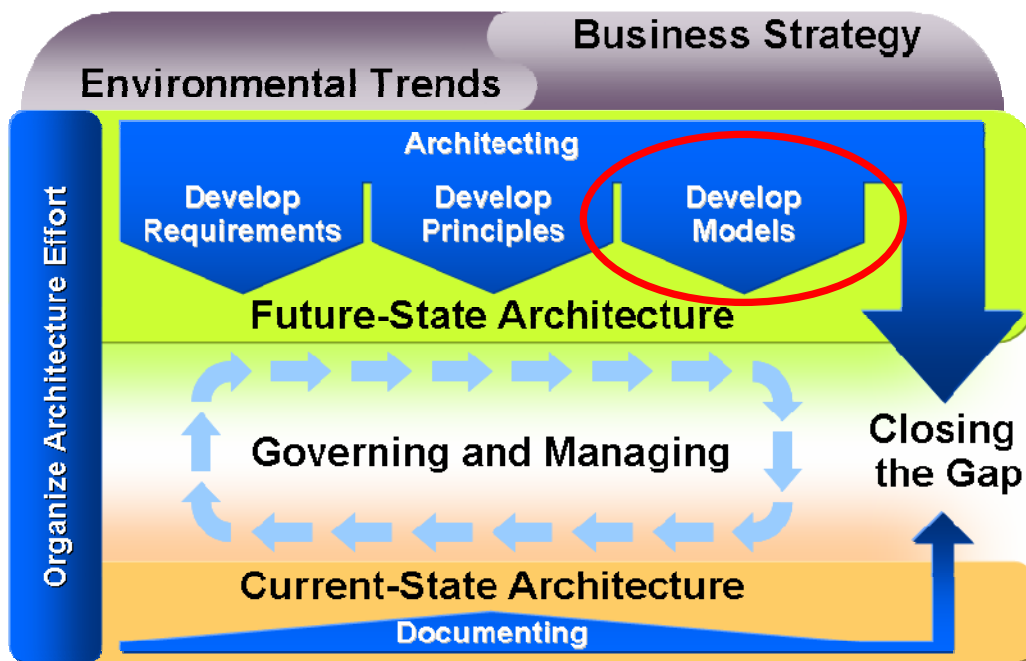 Business Strategy
Environmental Trends
Organize Architecture Effort
Architecting
Develop
Requirements
Develop
Principles
Develop
Models
Future-State Architecture
Governing and Managing
Closing
the Gap
Current-State Architecture
Documenting